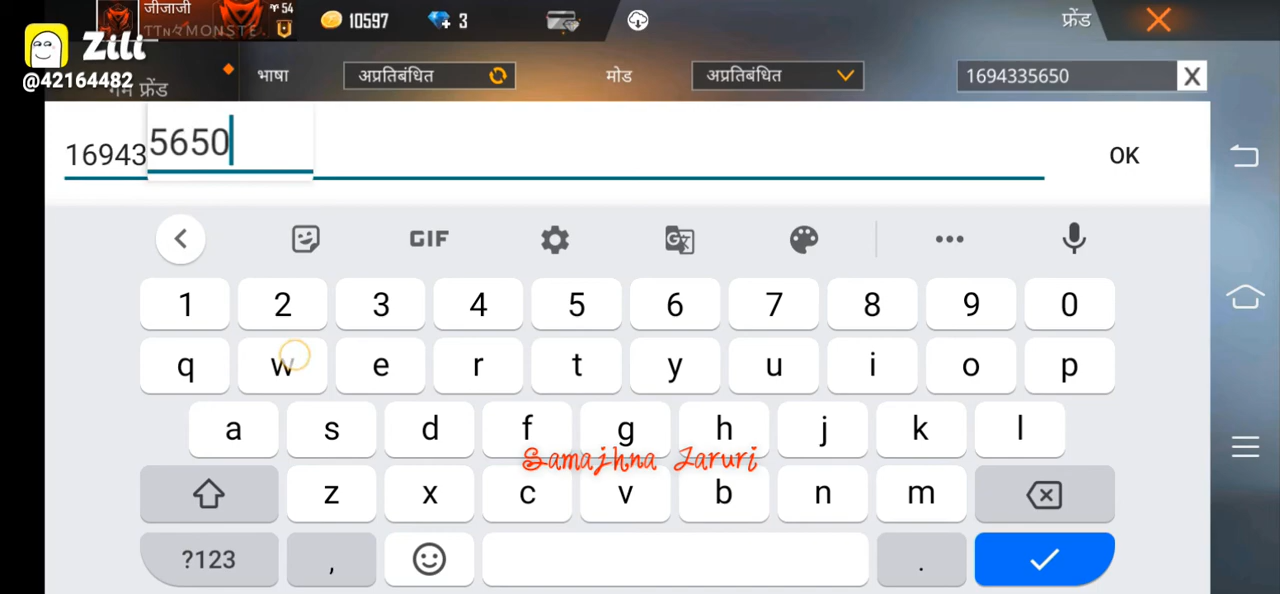 जीजाजी
54
10597
3
फ्रेंड
TTn々MONSTE
Zili
@42164482
फ्रेंड
भाषा
अप्रतिबंधित
मोड
अप्रतिबंधित
1694335650
X
16943
5650
OK
GIF
1 2 3 4 5 6 7 8 9 0
q w e r t y u i o p
a s d f g h j k l
Samajhna Jaruri
z x c v b n m
?123 , .